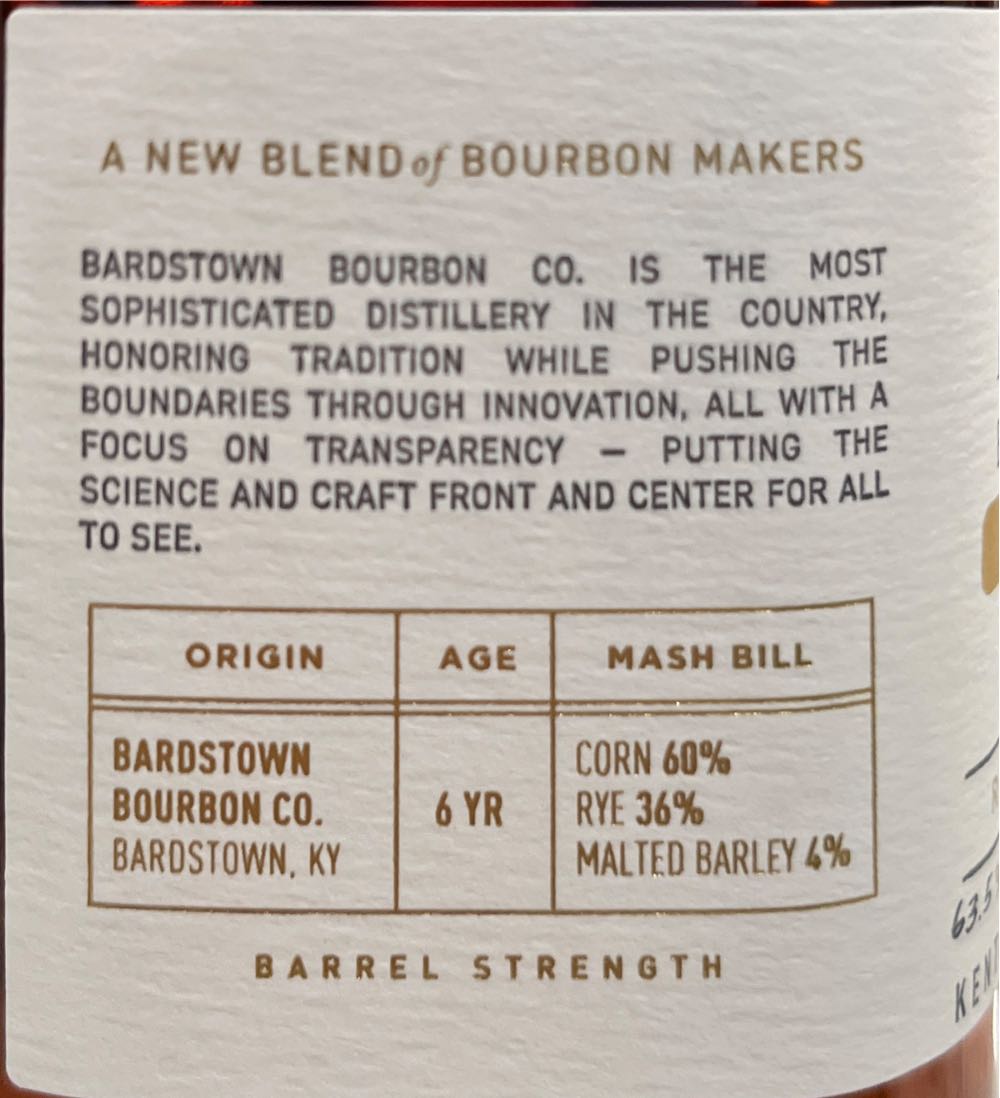 A NEW BLEND of BOURBON MAKERS
BARDSTOWN BOURBON CO. IS THE MOST
SOPHISTICATED DISTILLERY IN THE COUNTRY,
HONORING TRADITION WHILE PUSHING THE
BOUNDARIES THROUGH INNOVATION, ALL WITH A
FOCUS ON TRANSPARENCY — PUTTING THE
SCIENCE AND CRAFT FRONT AND CENTER FOR ALL
TO SEE.
ORIGIN AGE MASH BILL
BARDSTOWN
BOURBON CO.
BARDSTOWN, KY
6 YR
CORN 60%
RYE 36%
MALTED BARLEY 4%
BARREL STRENGTH
63.5